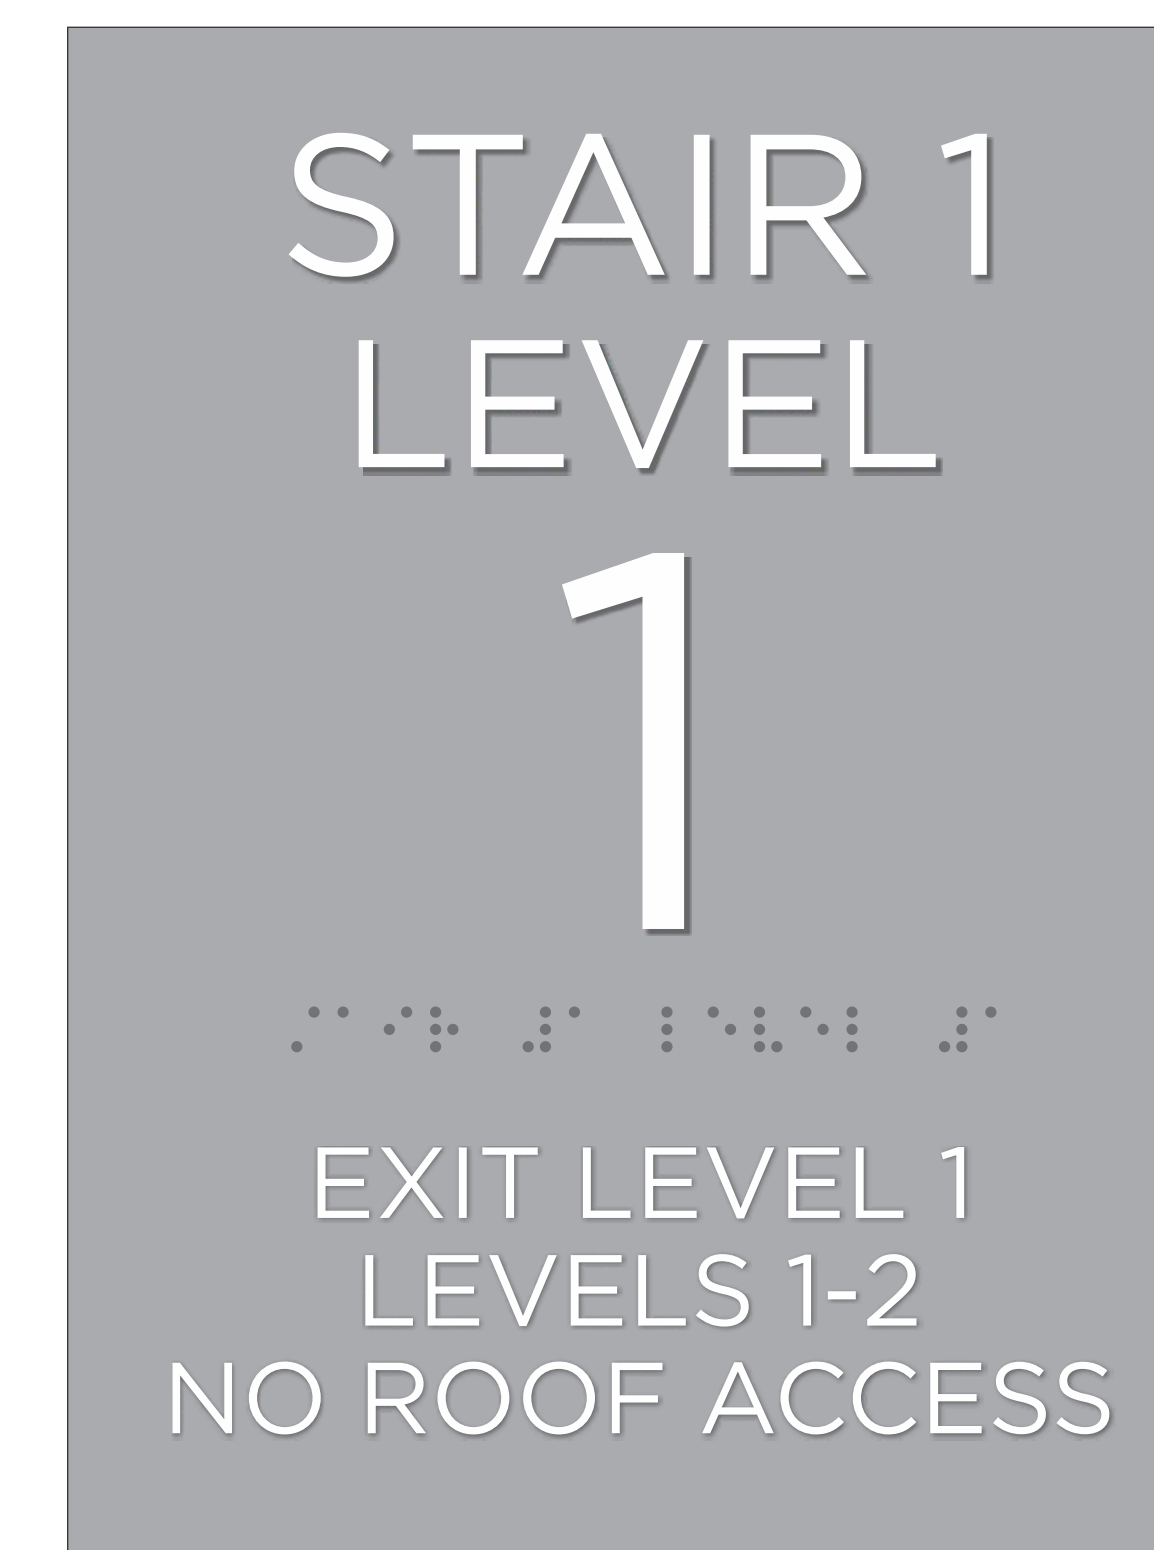 STAIR 1
LEVEL
1
⠌⠁⠊⠗ ⠼⠁ ⠇⠑⠧⠑⠇ ⠼⠁
EXIT LEVEL 1
LEVELS 1-2
NO ROOF ACCESS